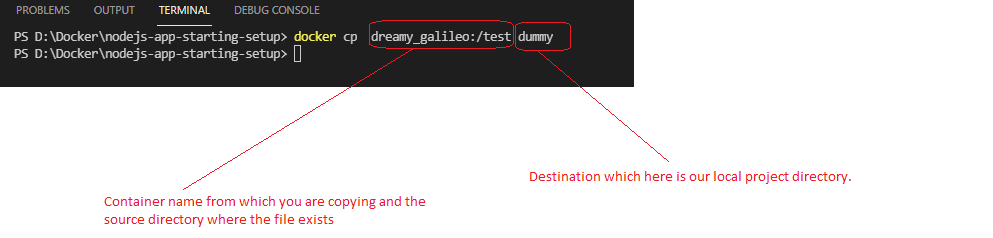 PROBLEMS OUTPUT TERMINAL DEBUG CONSOLE
PS D:\Docker\nodejs-app-starting-setup> docker cp  dreamy_galileo:/test dummy
PS D:\Docker\nodejs-app-starting-setup>
Destination which here is our local project directory.
Container name from which you are copying and the
source directory where the file exists